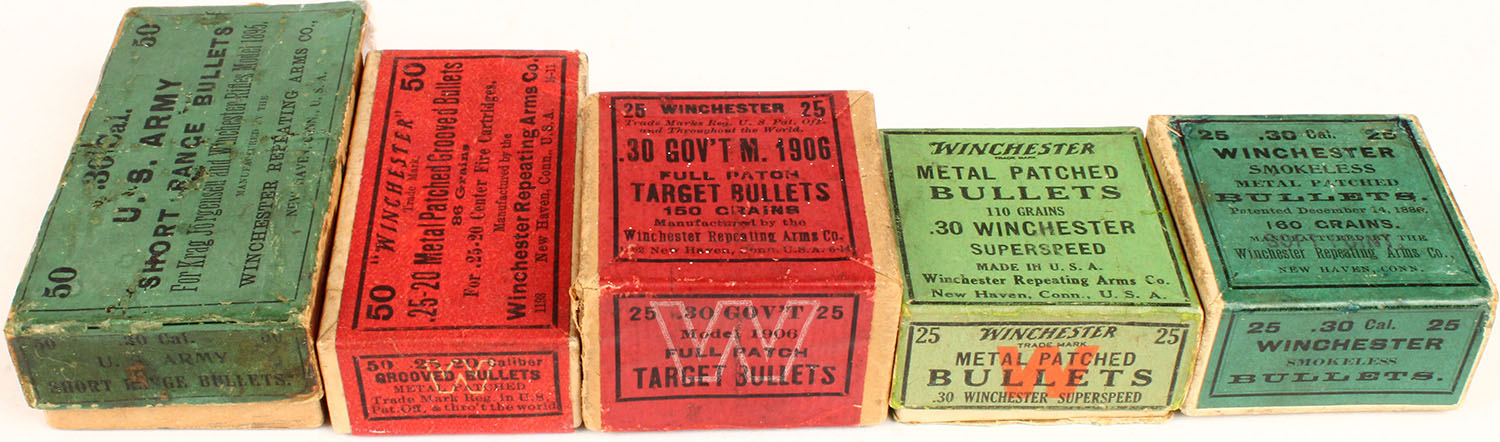 50
50
.30 Cal.
U. S. ARMY
SHORT RANGE BULLETS
For Krag-Jorgensen and Winchester Rifles Model 1895,
MANUFACTURED BY THE
WINCHESTER REPEATING ARMS CO.,
NEW HAVEN, CONN., U.S.A.
50 .30 Cal.
U. S. ARMY
SHORT RANGE BULLETS.
50 50
"WINCHESTER"
Trade Mark.
.25-20 Metal Patched Grooved Bullets
86 Grains
For .25-20 Center Fire Cartridges.
Manufactured by the
Winchester Repeating Arms Co.
New Haven, Conn. U.S.A.
50 25-20 Caliber
GROOVED BULLETS
METAL PATCHED
Trade Mark Reg. in U.S.
Pat. Off. & thro't the world
25 WINCHESTER 25
Trade Marks Reg. U. S. Pat. Off.
and Throughout the World.
.30 GOV'T M. 1906
FULL PATCH
TARGET BULLETS
150 GRAINS
Manufactured by the
Winchester Repeating Arms Co.
New Haven, Conn. U.S.A. 6-14
W
25 .30 GOV'T 25
Model 1906
FULL PATCH
TARGET BULLETS
WINCHESTER
TRADE MARK
METAL PATCHED
BULLETS
110 GRAINS
.30 WINCHESTER
SUPERSPEED
MADE IN U.S.A.
Winchester Repeating Arms Co.
New Haven, Conn., U.S.A.
25 WINCHESTER 25
TRADE MARK
W
METAL PATCHED
BULLETS
.30 WINCHESTER SUPERSPEED
25 .30 Cal. 25
WINCHESTER
SMOKELESS
METAL PATCHED
BULLETS.
Patented December 14, 1886.
160 GRAINS.
MANUFACTURED BY THE
Winchester Repeating Arms Co.,
NEW HAVEN, CONN.
25 .30 Cal. 25
WINCHESTER
SMOKELESS
BULLETS.